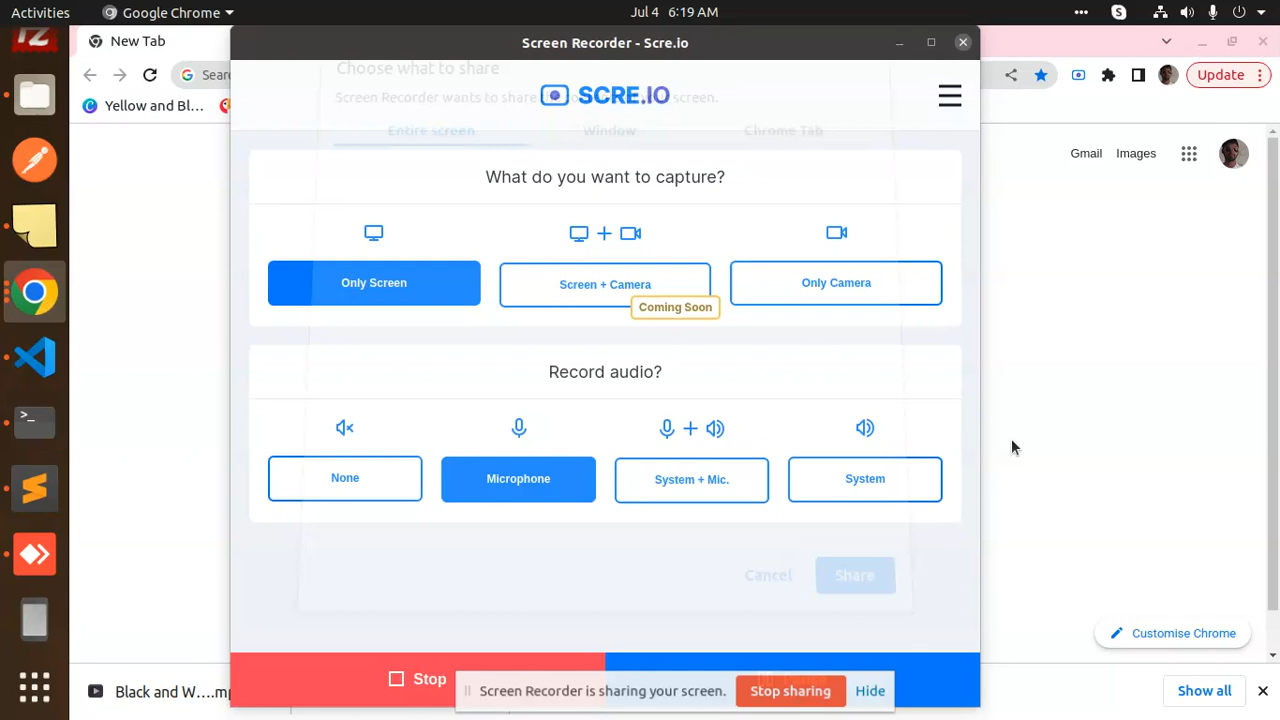 Activities
Google Chrome
Jul 4 6:19 AM
New Tab
Screen Recorder - Scre.io
Sear
Update
Yellow and Bl...
Choose what to share
Screen Recorder wants to share
screen.
SCRE.IO
Entire screen
Window
Chrome Tab
Gmail
Images
What do you want to capture?
Only Screen
Screen + Camera
Only Camera
Coming Soon
Record audio?
None
Microphone
System + Mic.
System
Cancel
Share
Customise Chrome
Stop
Screen Recorder is sharing your screen.
Stop sharing
Hide
Black and W....mp
Show all